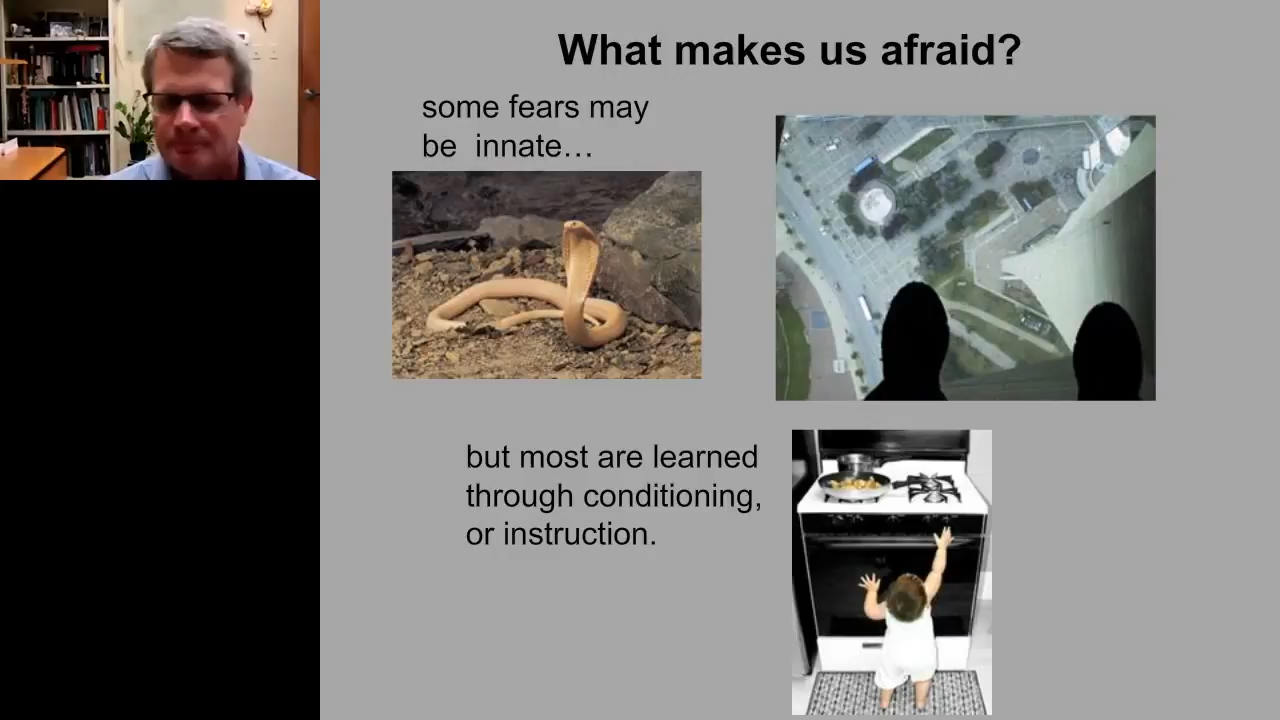 What makes us afraid?
some fears may
be innate…
but most are learned
through conditioning,
or instruction.